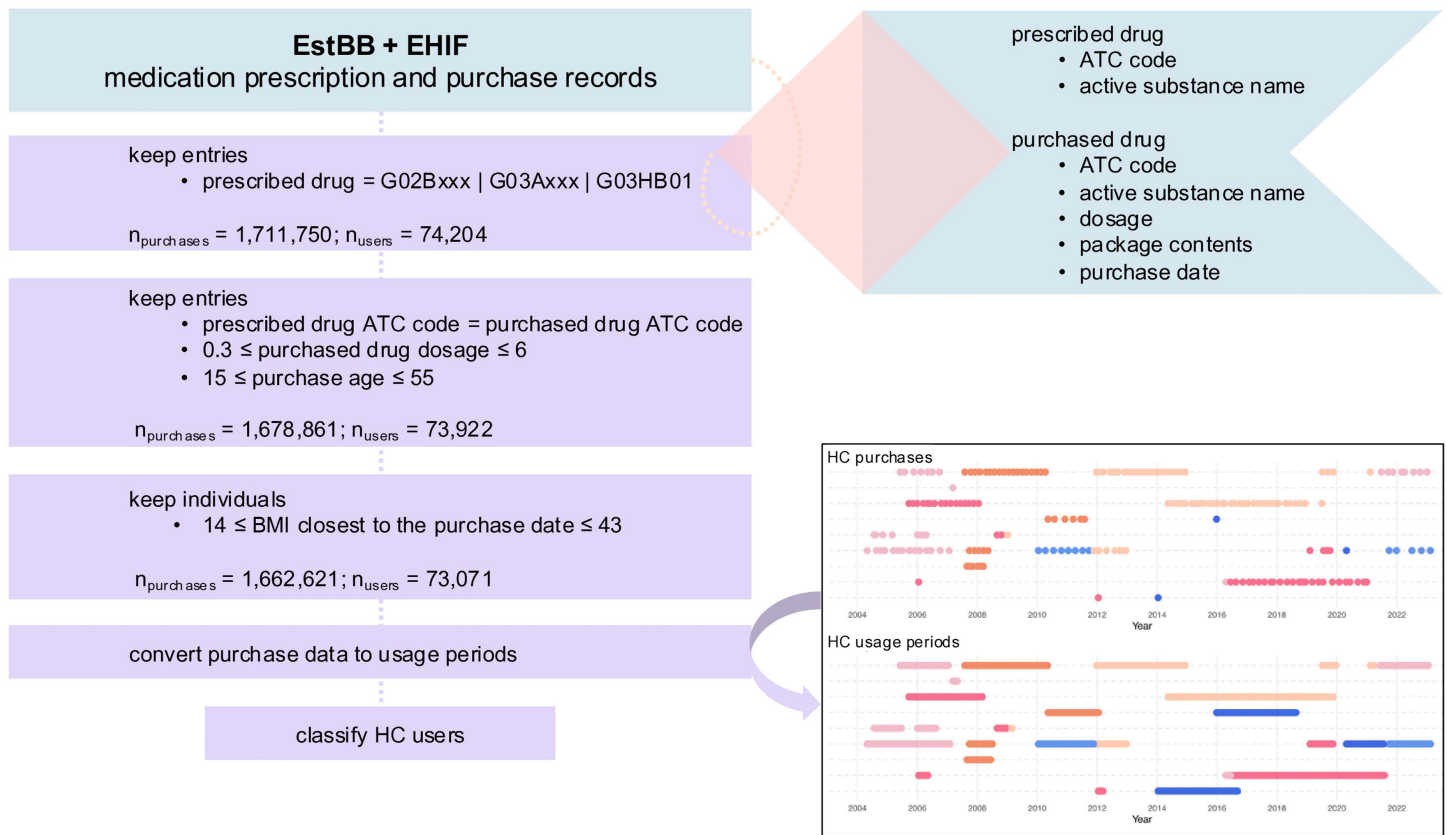 EstBB + EHIF
medication prescription and purchase records
keep entries
• prescribed drug = G02Bxxx | G03Axxx | G03HB01
n_purchases = 1,711,750; n_users = 74,204
keep entries
• prescribed drug ATC code = purchased drug ATC code
• 0.3 ≤ purchased drug dosage ≤ 6
• 15 ≤ purchase age ≤ 55
n_purchases = 1,678,861; n_users = 73,922
keep individuals
• 14 ≤ BMI closest to the purchase date ≤ 43
n_purchases = 1,662,621; n_users = 73,071
convert purchase data to usage periods
classify HC users
prescribed drug
• ATC code
• active substance name
purchased drug
• ATC code
• active substance name
• dosage
• package contents
• purchase date
HC purchases
2004 2006 2008 2010 2012 2014 2016 2018 2020 2022
Year
HC usage periods
2004 2006 2008 2010 2012 2014 2016 2018 2020 2022
Year